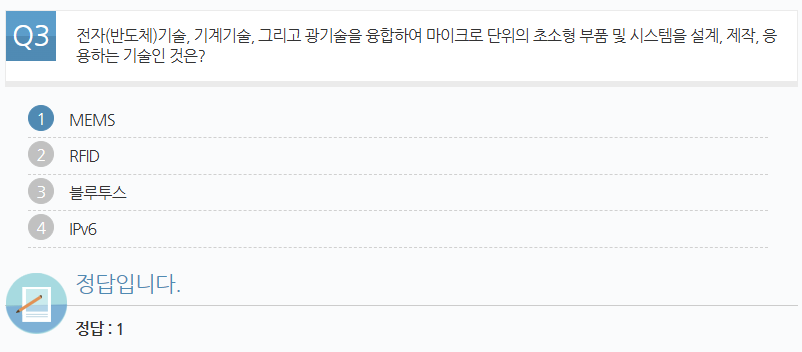 Q3
전자(반도체)기술, 기계기술, 그리고 광기술을 융합하여 마이크로 단위의 초소형 부품 및 시스템을 설계, 제작, 응
용하는 기술인 것은?
1 MEMS
2 RFID
3 블루투스
4 IPv6
정답입니다.
정답 : 1